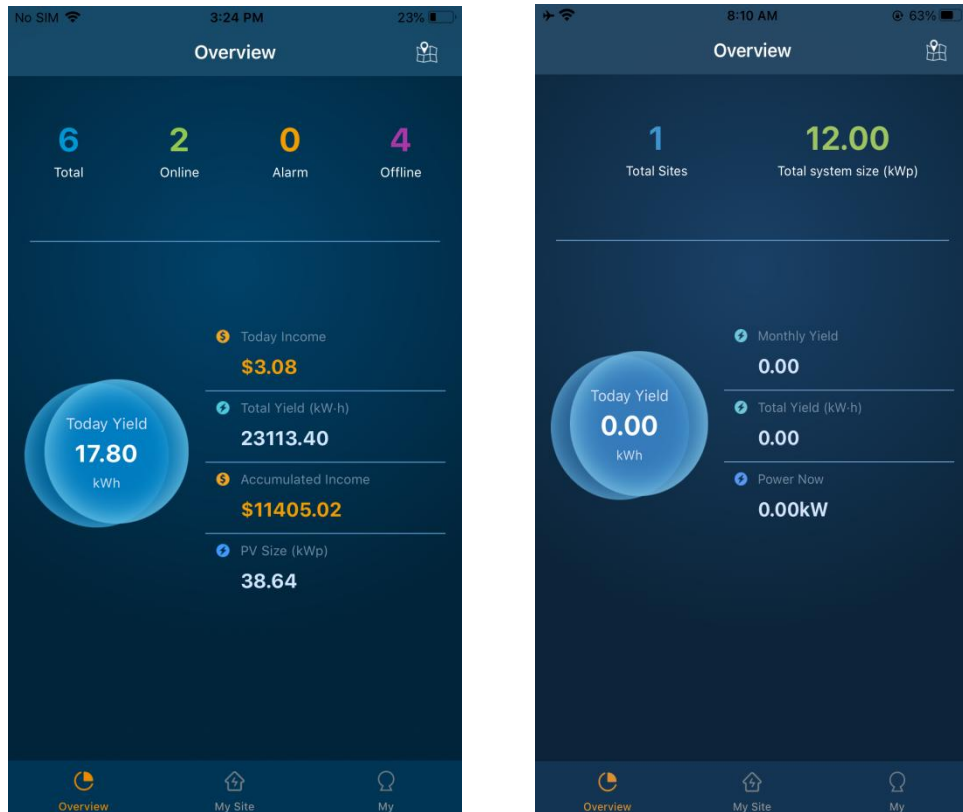 No SIM 3:24 PM 23%
Overview
6 2 0 4
Total Online Alarm Offline
Today Income
$3.08
Total Yield (kW·h)
23113.40
Accumulated Income
$11405.02
PV Size (kWp)
38.64
Today Yield
17.80
kWh
Overview My Site My
8:10 AM 63%
Overview
1 12.00
Total Sites Total system size (kWp)
Monthly Yield
0.00
Total Yield (kW·h)
0.00
Power Now
0.00kW
Today Yield
0.00
kWh
Overview My Site My